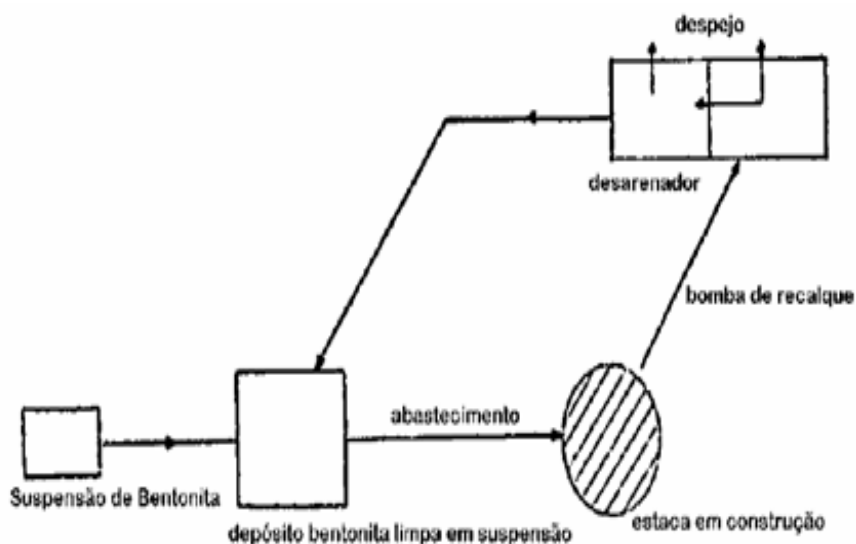 despejo
desarenador
bomba de recalque
abastecimento
Suspensão de Bentonita
depósito bentonita limpa em suspensão
estaca em construção